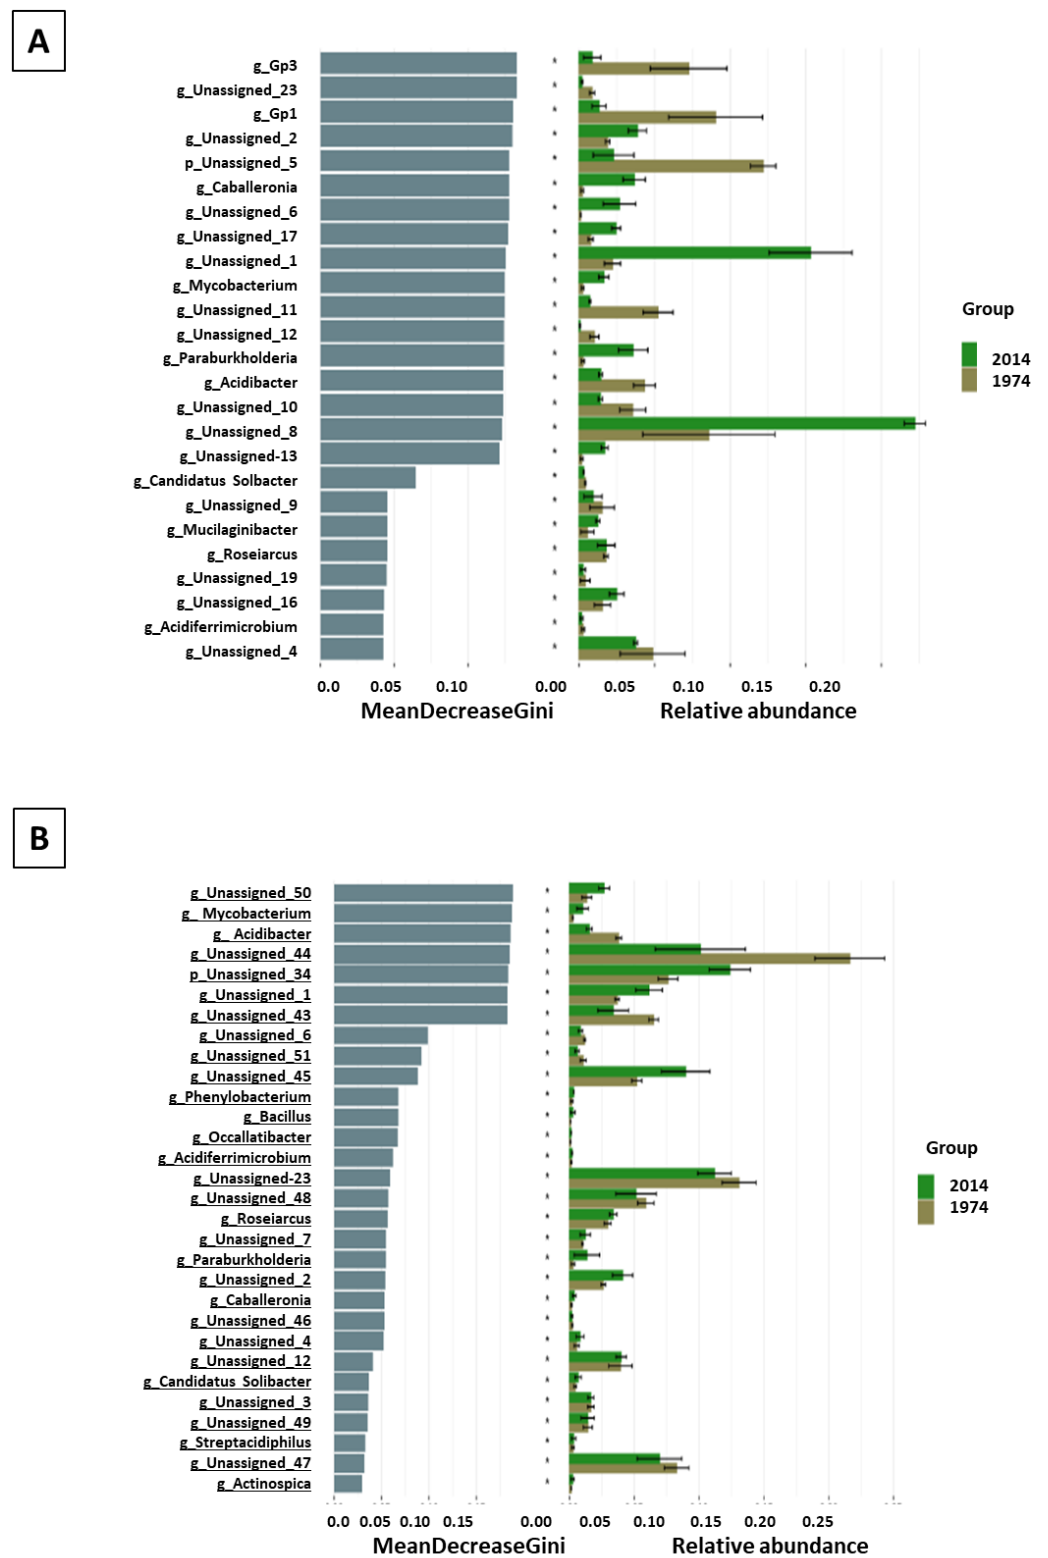 A
g_Gp3
g_Unassigned_23
g_Gp1
g_Unassigned_2
p_Unassigned_5
g_Caballeronia
g_Unassigned_6
g_Unassigned_17
g_Unassigned_1
g_Mycobacterium
g_Unassigned_11
g_Unassigned_12
g_Paraburkholderia
g_Acidibacter
g_Unassigned_10
g_Unassigned_8
g_Unassigned-13
g_Candidatus Solbacter
g_Unassigned_9
g_Mucilaginibacter
g_Roseiarcus
g_Unassigned_19
g_Unassigned_16
g_Acidiferrimicrobium
g_Unassigned_4
Group
2014
1974
0.0 0.05 0.10 0.00 0.05 0.10 0.15 0.20
MeanDecreaseGini Relative abundance
B
g_Unassigned_50
g_ Mycobacterium
g_ Acidibacter
g_Unassigned_44
p_Unassigned_34
g_Unassigned_1
g_Unassigned_43
g_Unassigned_6
g_Unassigned_51
g_Unassigned_45
g_Phenylobacterium
g_Bacillus
g_Occallatibacter
g_Acidiferrimicrobium
g_Unassigned-23
g_Unassigned_48
g_Roseiarcus
g_Unassigned_7
g_Paraburkholderia
g_Unassigned_2
g_Caballeronia
g_Unassigned_46
g_Unassigned_4
g_Unassigned_12
g_Candidatus Solibacter
g_Unassigned_3
g_Unassigned_49
g_Streptacidiphilus
g_Unassigned_47
g_Actinospica
Group
2014
1974
0.0 0.05 0.10 0.15 0.00 0.05 0.10 0.15 0.20 0.25
MeanDecreaseGini Relative abundance